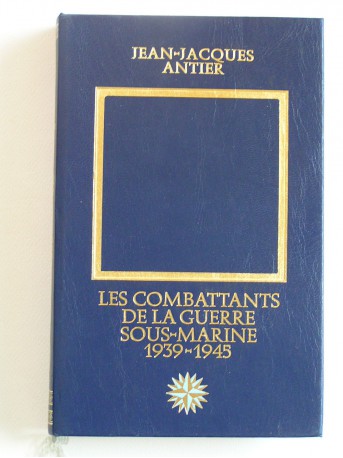 JEAN-JACQUES
ANTIER
LES COMBATTANTS
DE LA GUERRE
SOUS-MARINE
1939-1945